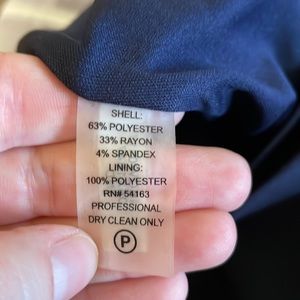 SHELL:
63% POLYESTER
33% RAYON
4% SPANDEX
LINING:
100% POLYESTER
RN# 54163
PROFESSIONAL
DRY CLEAN ONLY
P